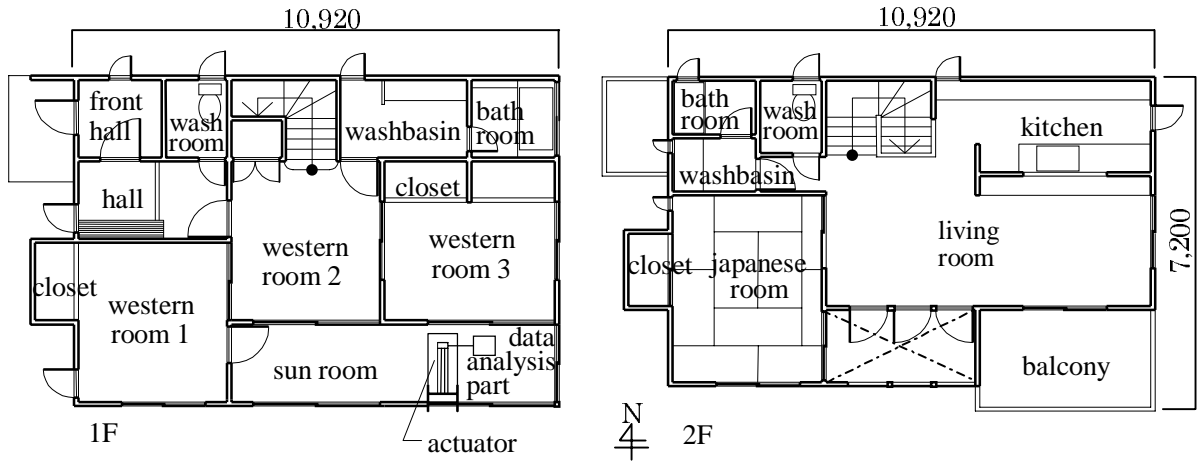 10,920
front
hall
wash
room
washbasin
bath
room
hall
closet
western
room 2
western
room 3
closet
western
room 1
sun room
data
analysis
part
actuator
1F
10,920
bath
room
wash
room
kitchen
washbasin
living
room
closet
japanese
room
balcony
7,200
N
2F